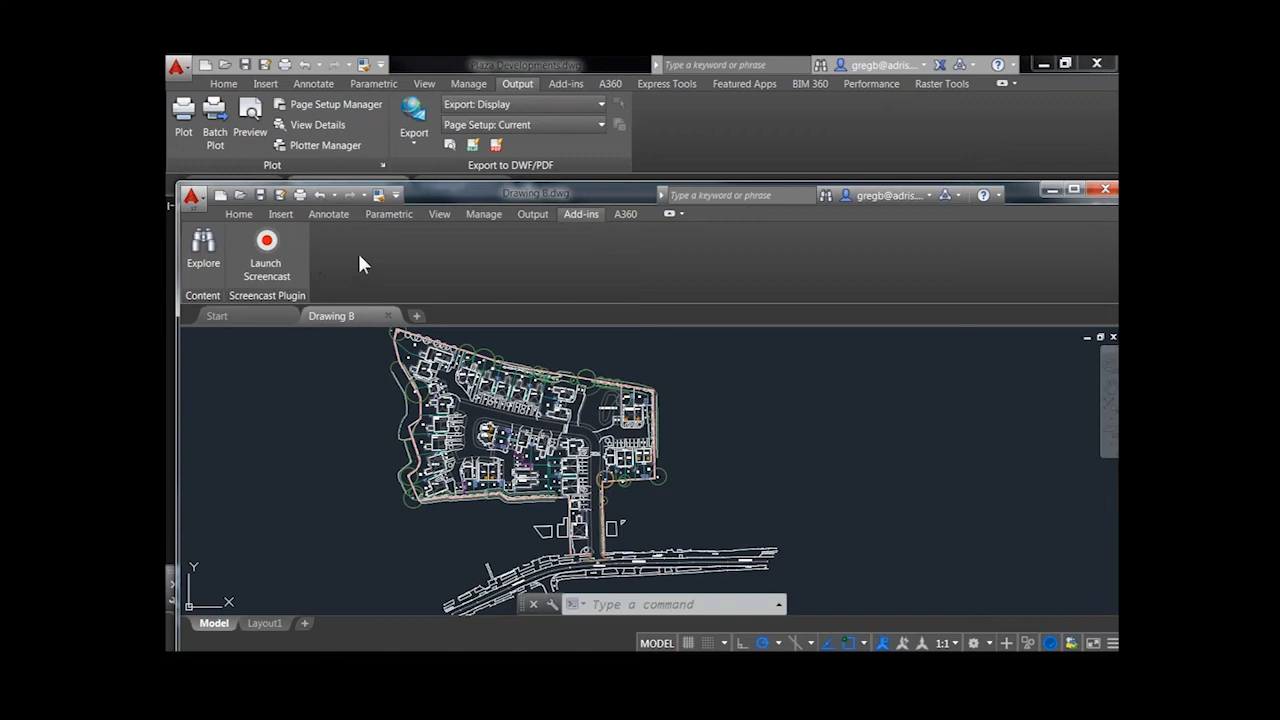 Plaza Developments.dwg Type a keyword or phrase gregb@adris... ?
Home Insert Annotate Parametric View Manage Output Add-ins A360 Express Tools Featured Apps BIM 360 Performance Raster Tools
Plot
Batch Plot
Preview
Page Setup Manager
View Details
Plotter Manager
Export
Export: Display
Page Setup: Current
Plot Export to DWF/PDF
Drawing B.dwg Type a keyword or phrase gregb@adris... ?
Home Insert Annotate Parametric View Manage Output Add-ins A360
Explore Launch
Screencast
Content Screencast Plugin
Start Drawing B
Y
X
Type a command
Model Layout1
MODEL 1:1